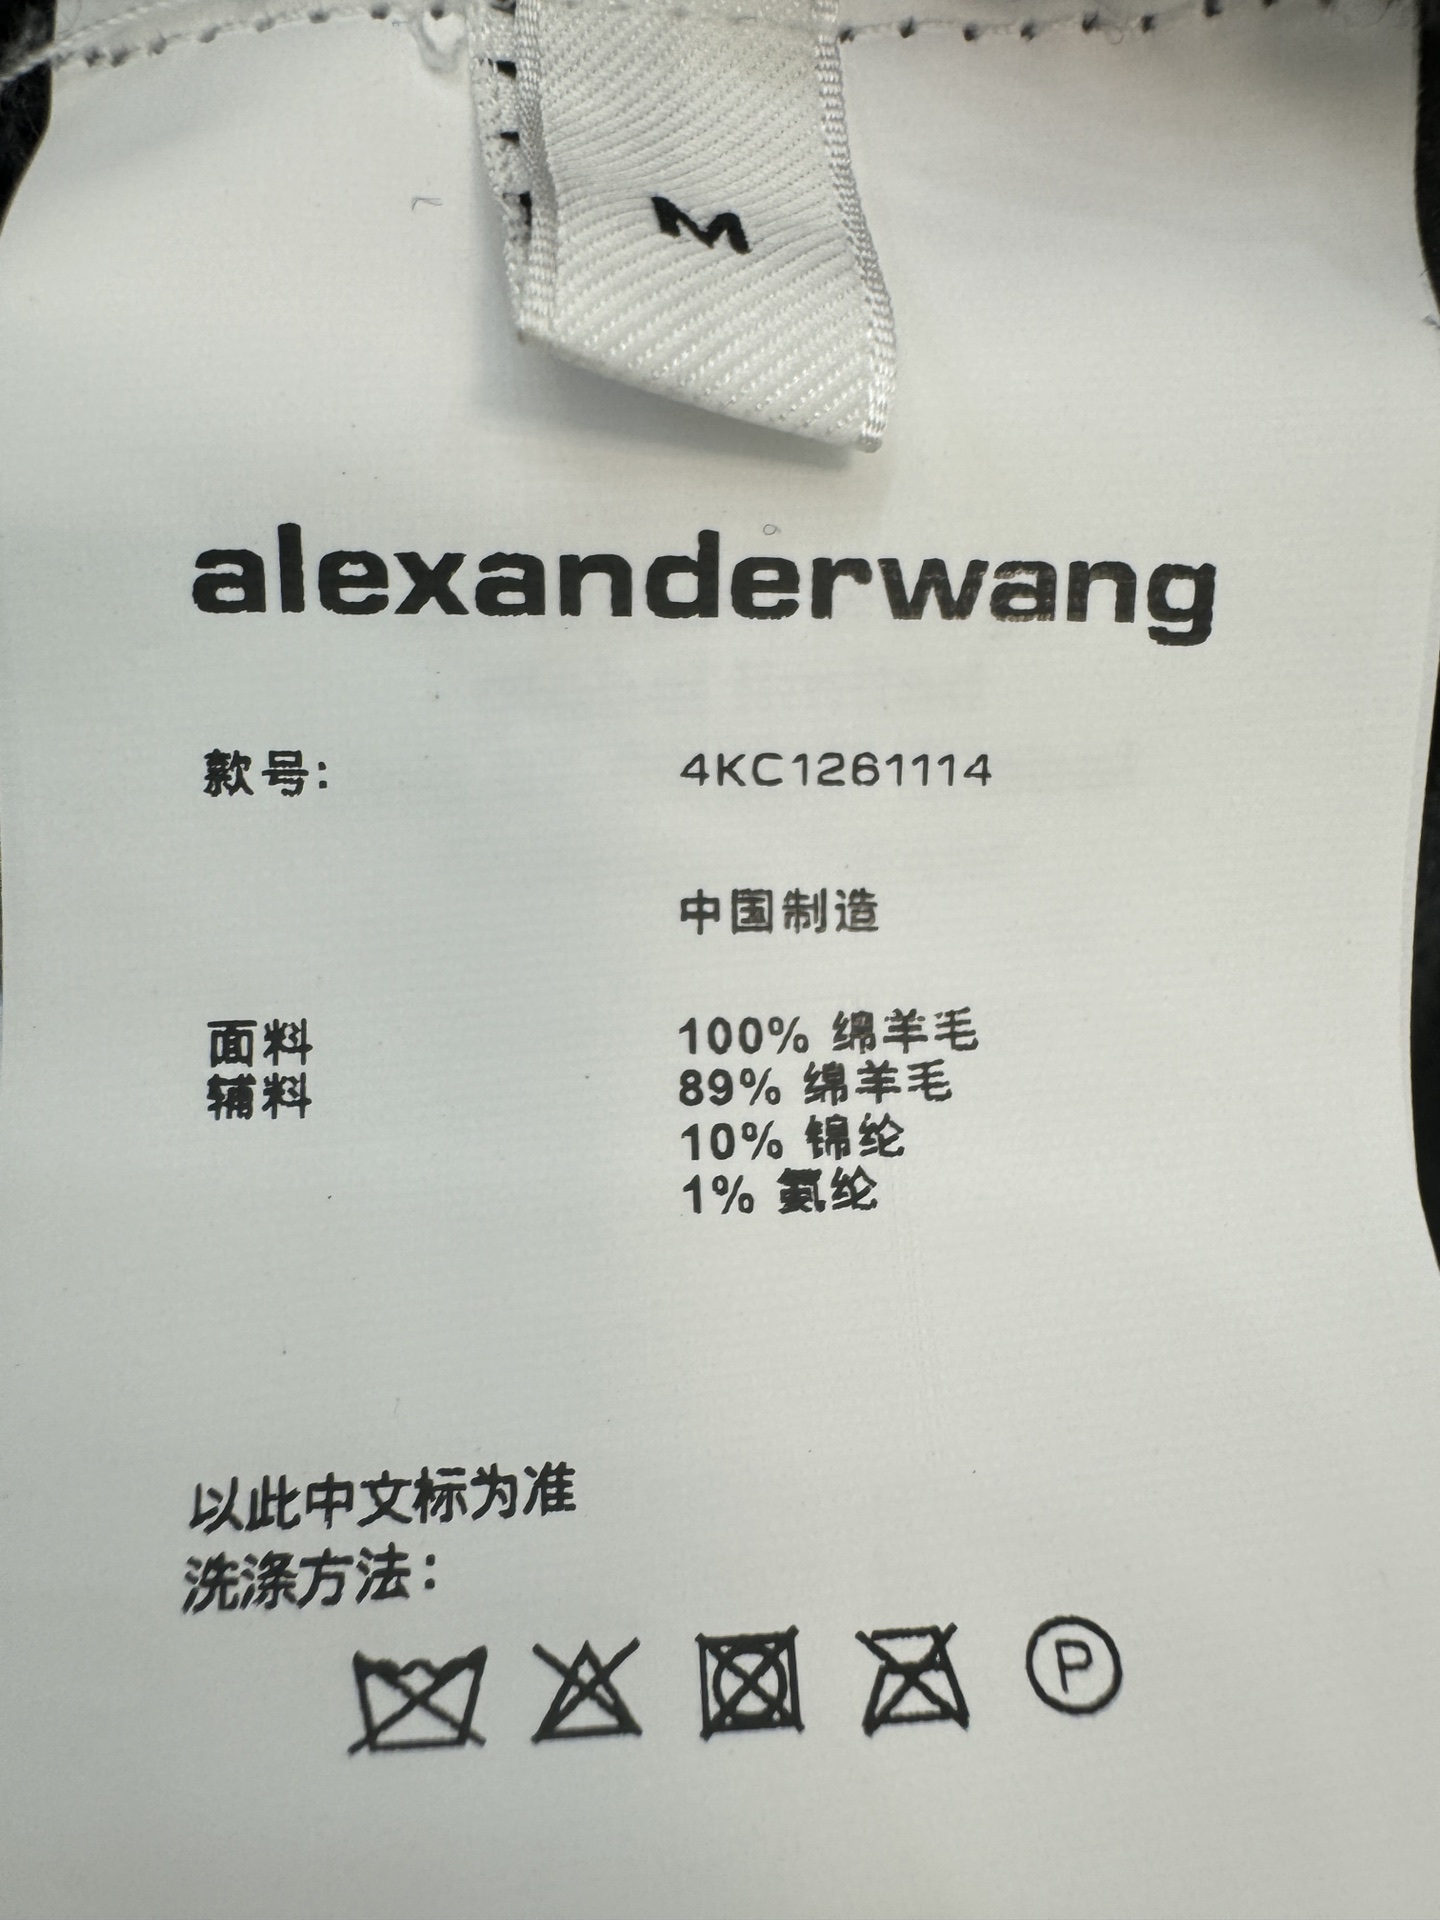 M
alexanderwang
款号: 4KC1261114
中国制造
面料 100% 绵羊毛
辅料 89% 绵羊毛
10% 锦纶
1% 氨纶
以此中文标为准
洗涤方法:
P